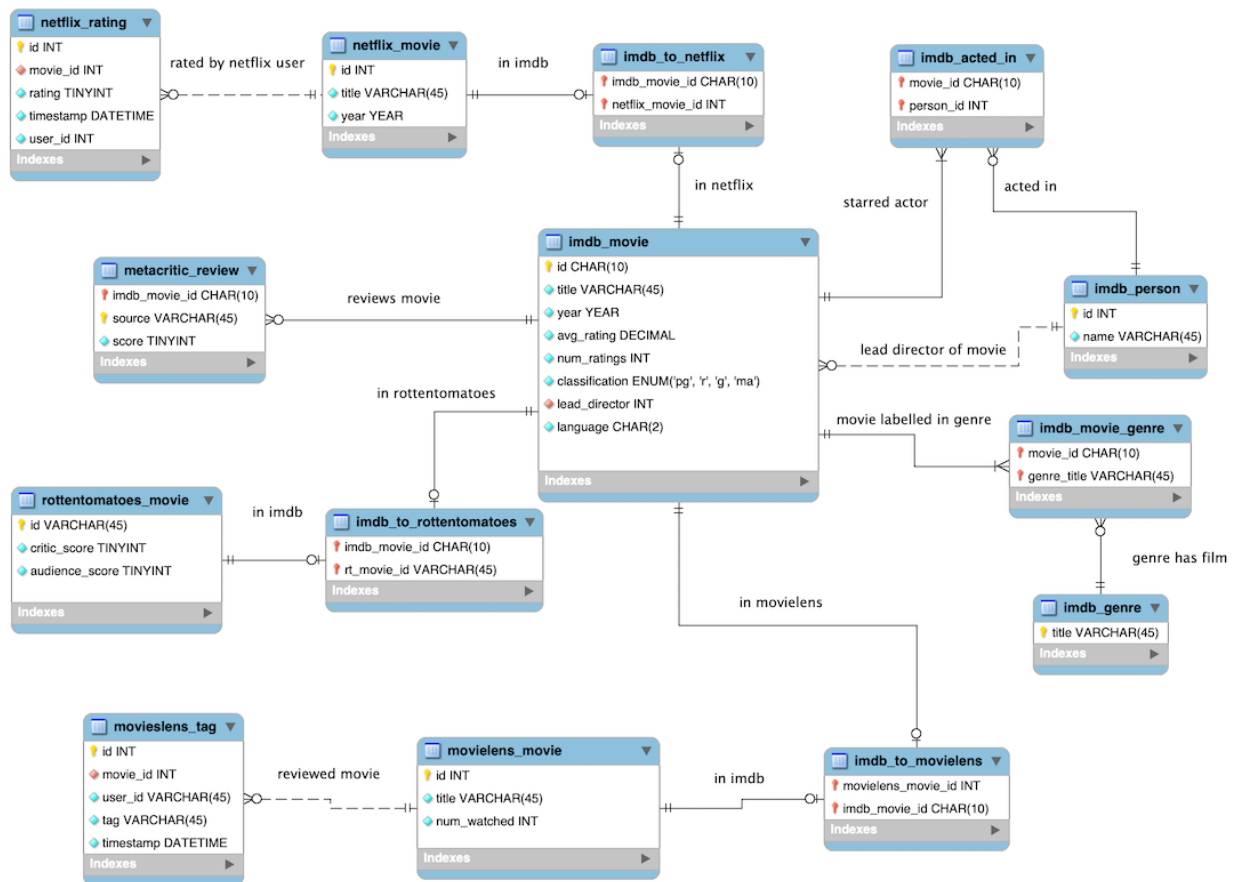 netflix_rating
id INT
movie_id INT
rating TINYINT
timestamp DATETIME
user_id INT
Indexes
rated by netflix user
netflix_movie
id INT
title VARCHAR(45)
year YEAR
Indexes
in imdb
imdb_to_netflix
imdb_movie_id CHAR(10)
netflix_movie_id INT
Indexes
imdb_acted_in
movie_id CHAR(10)
person_id INT
Indexes
in netflix
starred actor
acted in
metacritic_review
imdb_movie_id CHAR(10)
source VARCHAR(45)
score TINYINT
Indexes
reviews movie
imdb_movie
id CHAR(10)
title VARCHAR(45)
year YEAR
avg_rating DECIMAL
num_ratings INT
classification ENUM('pg', 'r', 'g', 'ma')
lead_director INT
language CHAR(2)
Indexes
imdb_person
id INT
name VARCHAR(45)
Indexes
lead director of movie
in rottentomatoes
movie labelled in genre
imdb_movie_genre
movie_id CHAR(10)
genre_title VARCHAR(45)
Indexes
rottentomatoes_movie
id VARCHAR(45)
critic_score TINYINT
audience_score TINYINT
Indexes
in imdb
imdb_to_rottentomatoes
imdb_movie_id CHAR(10)
rt_movie_id VARCHAR(45)
Indexes
genre has film
imdb_genre
title VARCHAR(45)
Indexes
in movielens
movieslens_tag
id INT
movie_id INT
user_id VARCHAR(45)
tag VARCHAR(45)
timestamp DATETIME
Indexes
reviewed movie
movielens_movie
id INT
title VARCHAR(45)
num_watched INT
Indexes
in imdb
imdb_to_movielens
movielens_movie_id INT
imdb_movie_id CHAR(10)
Indexes